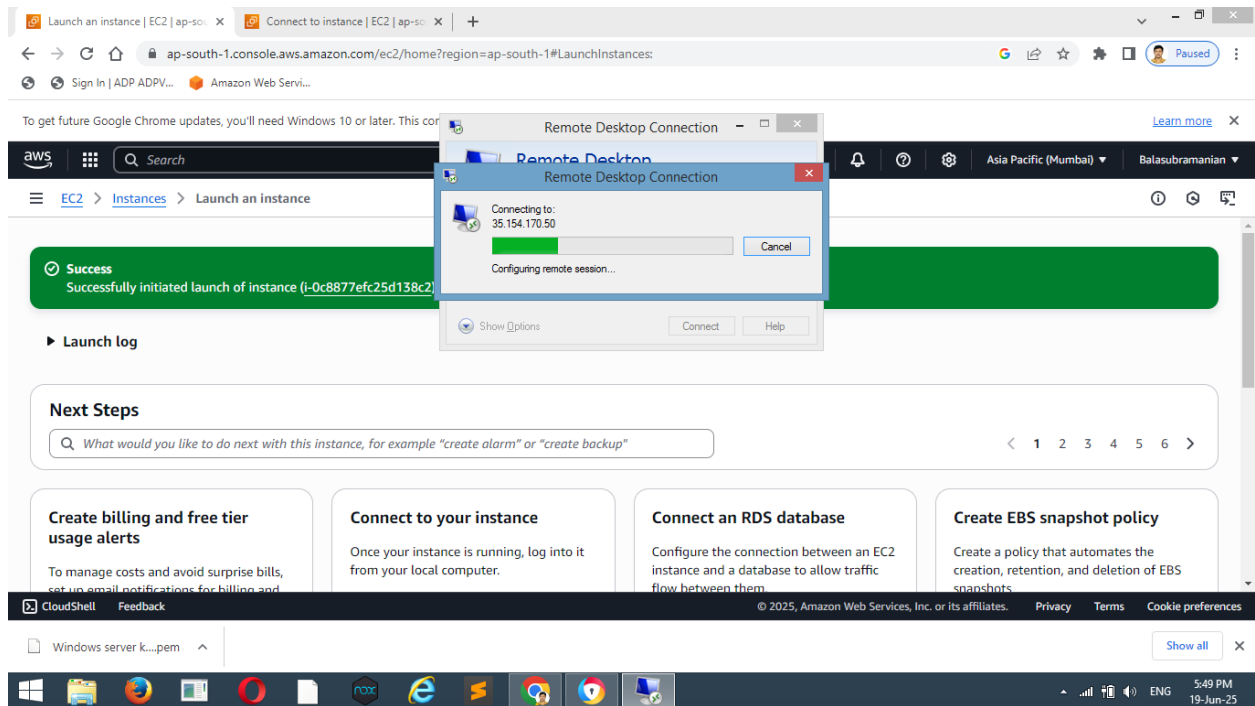 Launch an instance | EC2 | ap-sou
Connect to instance | EC2 | ap-so
ap-south-1.console.aws.amazon.com/ec2/home?region=ap-south-1#LaunchInstances:
Paused
Sign In | ADP ADPV...
Amazon Web Servi...
To get future Google Chrome updates, you'll need Windows 10 or later. This con
Learn more
Remote Desktop Connection
Remote Desktop
aws
Search
Asia Pacific (Mumbai)
Balasubramanian
Remote Desktop Connection
EC2 > Instances > Launch an instance
Connecting to:
35.154.170.50
Cancel
Configuring remote session...
Success
Successfully initiated launch of instance (i-0c8877efc25d138c2)
Show Options
Connect
Help
Launch log
Next Steps
What would you like to do next with this instance, for example "create alarm" or "create backup"
< 1 2 3 4 5 6 >
Create billing and free tier
usage alerts
To manage costs and avoid surprise bills,
set up email notifications for billing and
Connect to your instance
Once your instance is running, log into it
from your local computer.
Connect an RDS database
Configure the connection between an EC2
instance and a database to allow traffic
flow between them.
Create EBS snapshot policy
Create a policy that automates the
creation, retention, and deletion of EBS
snapshots
CloudShell
Feedback
© 2025, Amazon Web Services, Inc. or its affiliates.
Privacy
Terms
Cookie preferences
Windows server k....pem
Show all
nox
ENG
5:49 PM
19-Jun-25